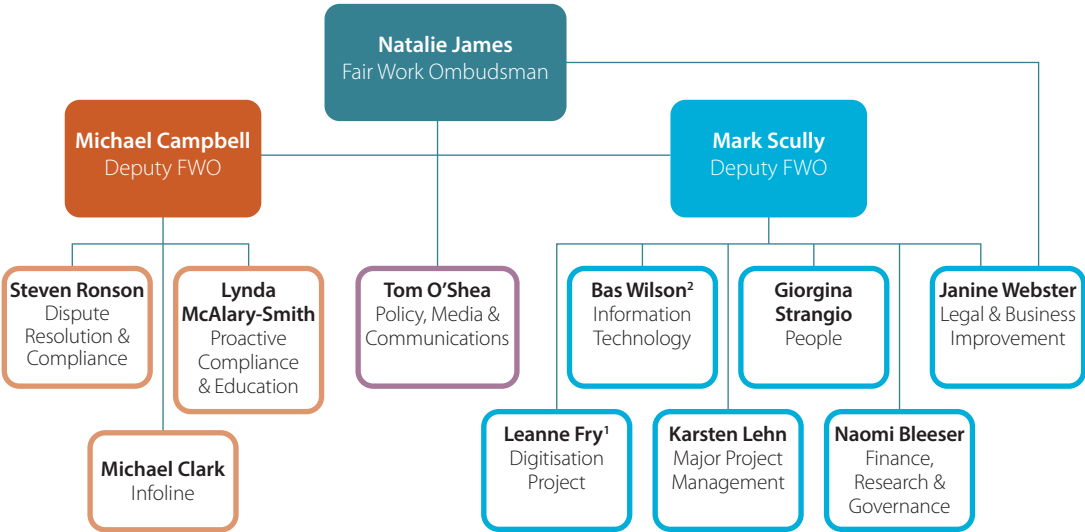 Natalie James
Fair Work Ombudsman
Michael Campbell
Deputy FWO
Mark Scully
Deputy FWO
Steven Ronson
Dispute
Resolution &
Compliance
Lynda
McAlary-Smith
Proactive
Compliance
& Education
Tom O’Shea
Policy, Media &
Communications
Bas Wilson²
Information
Technology
Giorgina
Strangio
People
Janine Webster
Legal & Business
Improvement
Michael Clark
Infoline
Leanne Fry¹
Digitisation
Project
Karsten Lehn
Major Project
Management
Naomi Bleeser
Finance,
Research &
Governance